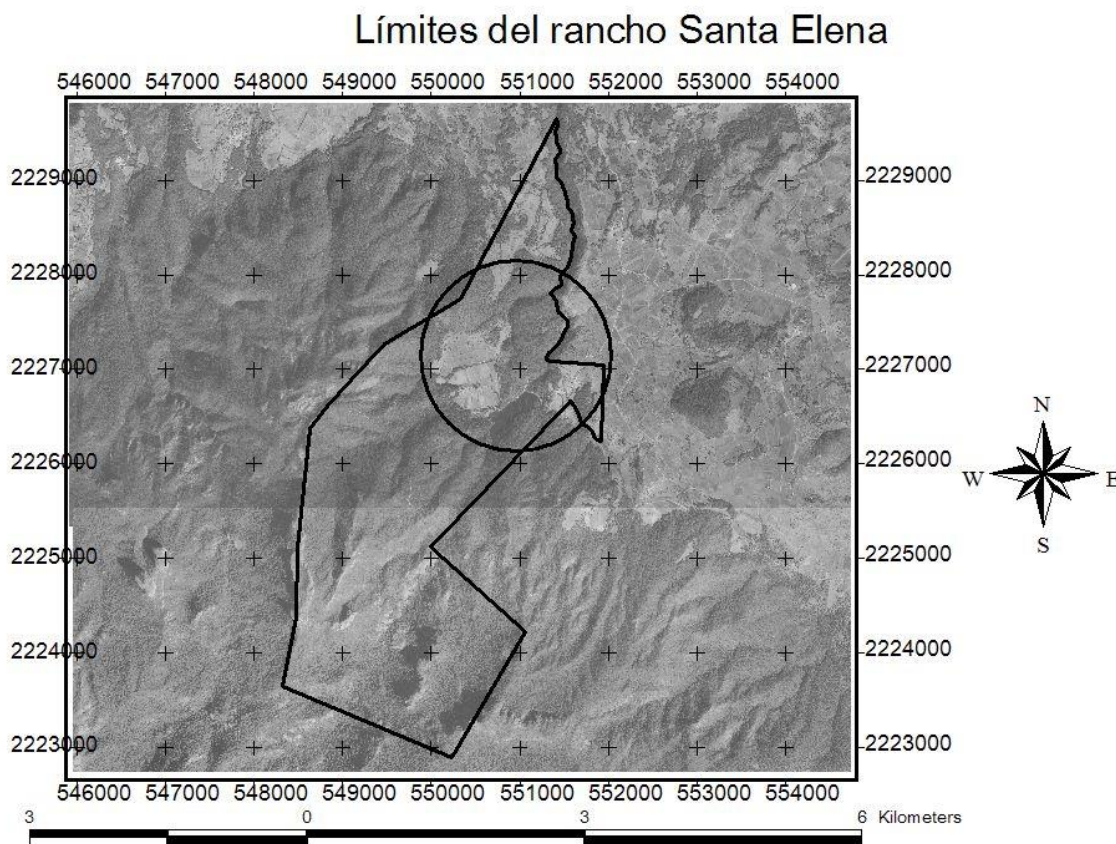 Límites del rancho Santa Elena
546000 547000 548000 549000 550000 551000 552000 553000 554000
2229000 2229000
2228000 2228000
2227000 2227000
2226000 2226000
2225000 2225000
2224000 2224000
2223000 2223000
546000 547000 548000 549000 550000 551000 552000 553000 554000
N
W E
S
3 0 3 6 Kilometers